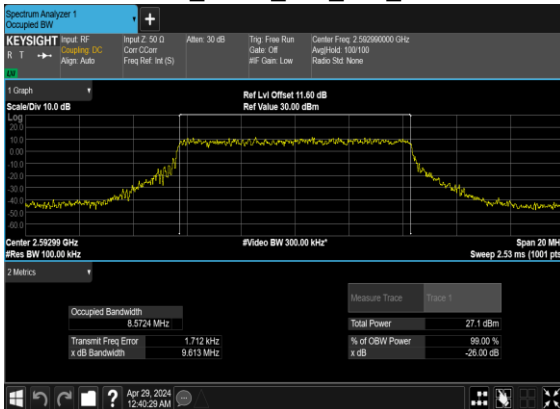 Spectrum Analyzer 1
Occupied BW
+
KEYSIGHT
R T
LXI
Input: RF
Coupling: DC
Align: Auto
Input Z: 50 Ω
Corr CCorr
Freq Ref: Int (S)
Atten: 30 dB
Trig: Free Run
Gate: Off
#IF Gain: Low
Center Freq: 2.592990000 GHz
Avg|Hold: 100/100
Radio Std: None
1 Graph
Scale/Div 10.0 dB
Ref Lvl Offset 11.60 dB
Ref Value 30.00 dBm
Log
20.0
10.0
0.00
-10.0
-20.0
-30.0
-40.0
-50.0
-60.0
Center 2.59299 GHz
#Res BW 100.00 kHz
#Video BW 300.00 kHz*
Span 20 MH
Sweep 2.53 ms (1001 pts
2 Metrics
Measure Trace
Trace 1
Occupied Bandwidth
8.5724 MHz
Total Power
27.1 dBm
Transmit Freq Error
1.712 kHz
% of OBW Power
99.00 %
x dB Bandwidth
9.613 MHz
x dB
-26.00 dB
?
Apr 29, 2024
12:40:29 AM